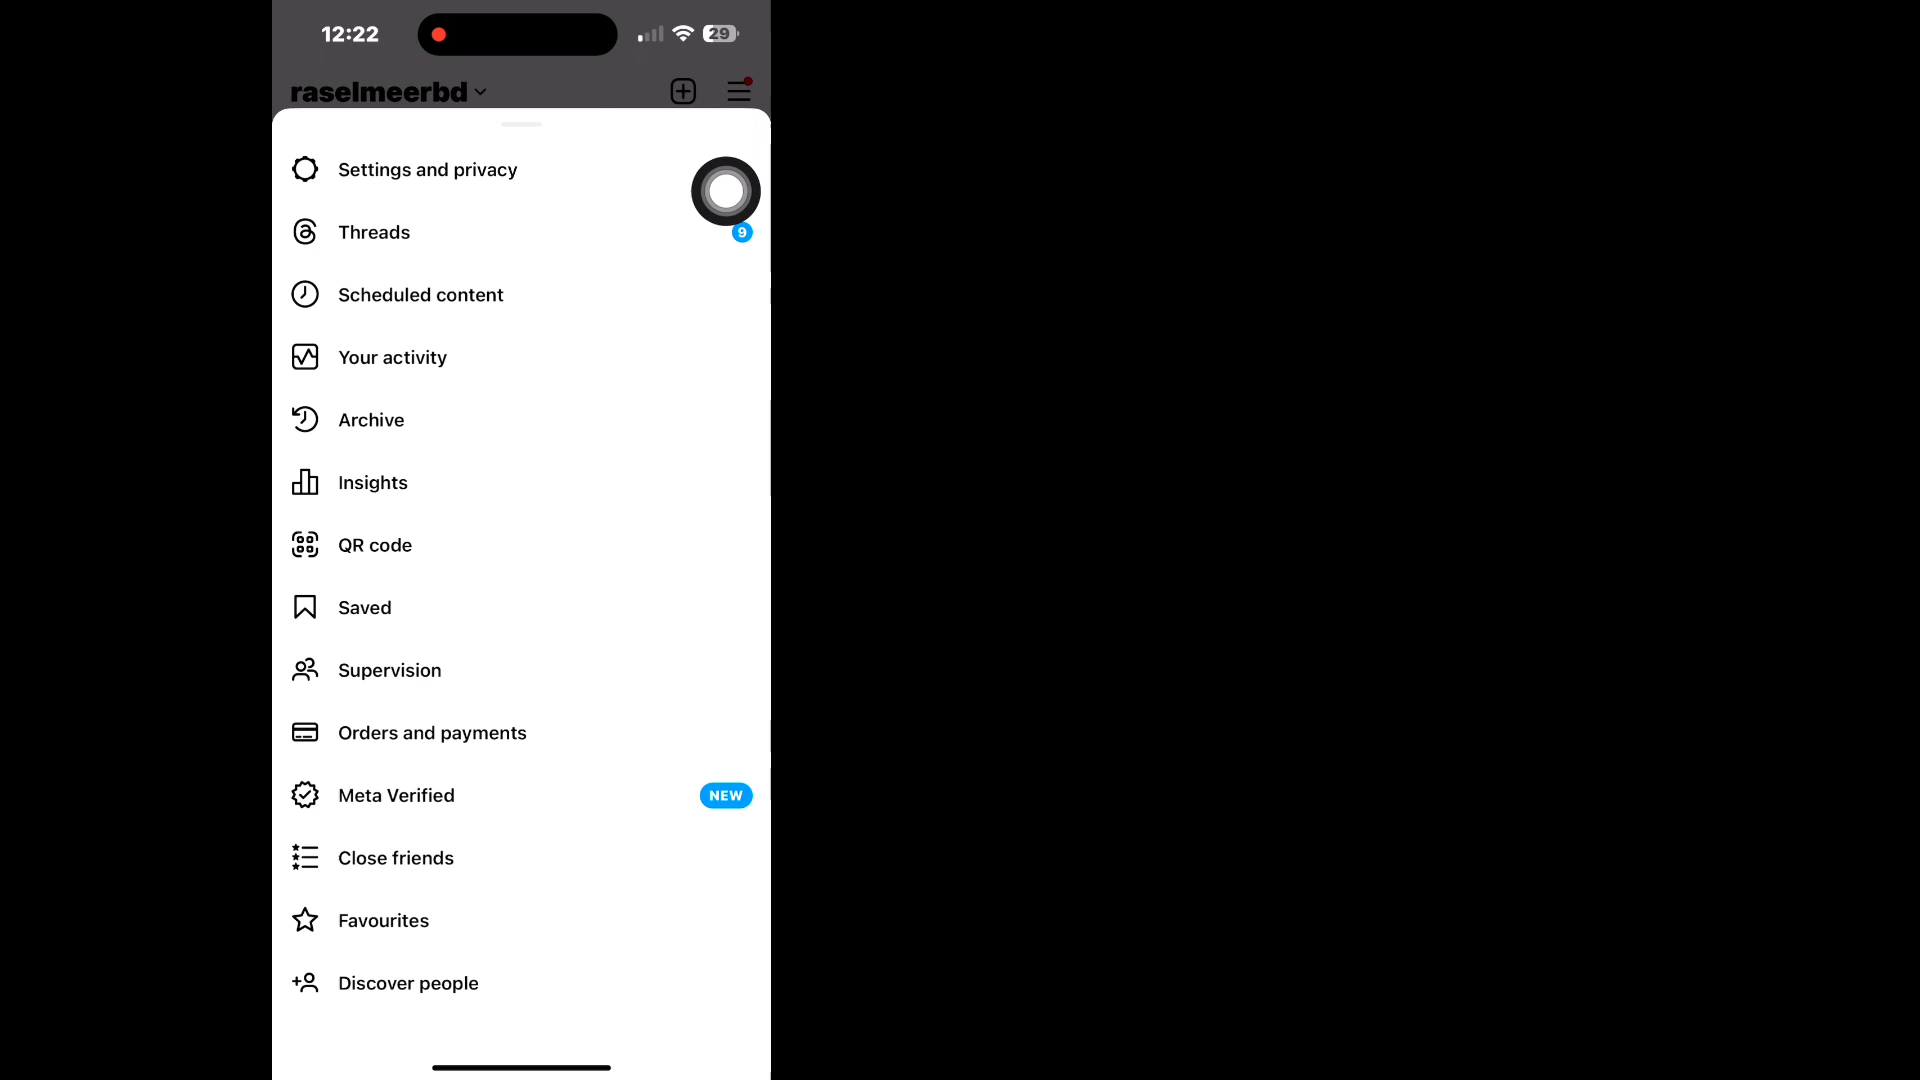 12:22
29
raselmeerbd
Settings and privacy
Threads
9
Scheduled content
Your activity
Archive
Insights
QR code
Saved
Supervision
Orders and payments
Meta Verified
NEW
Close friends
Favourites
Discover people